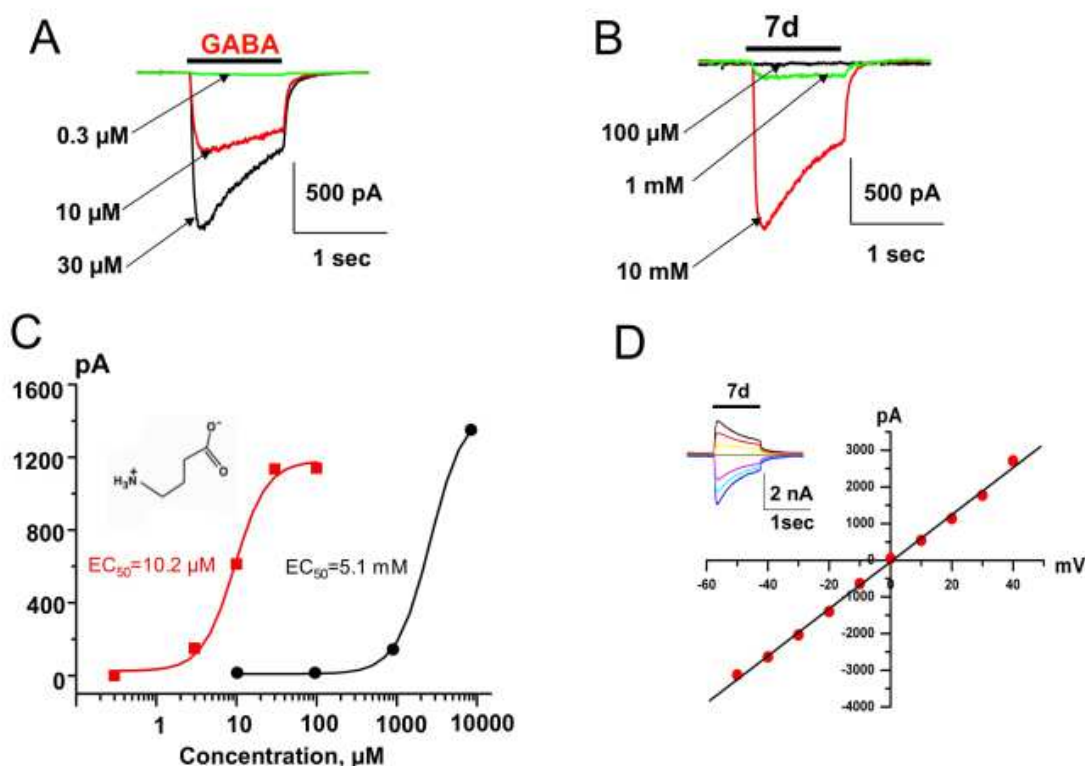 A
GABA
0.3 µM
10 µM
30 µM
500 pA
1 sec
B
7d
100 µM
1 mM
10 mM
500 pA
1 sec
C
pA
1600
1200
800
400
0
O⁻
O
H₃N⁺
EC₅₀=10.2 µM
EC₅₀=5.1 mM
1 10 100 1000 10000
Concentration, µM
D
7d
2 nA
1sec
pA
3000
2000
1000
0
-60 -40 -20 0 20 40 mV
-1000
-2000
-3000
-4000